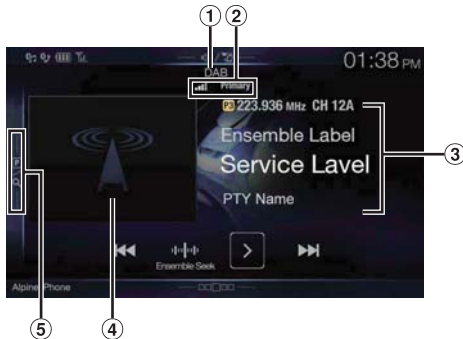 ① ②
01:38 PM
DAB
Primary
P3 223.936 MHz CH 12A
Ensemble Label
③
Service Lavel
PTY Name
Ensemble Seek
Alpine Phone
⑤ ④